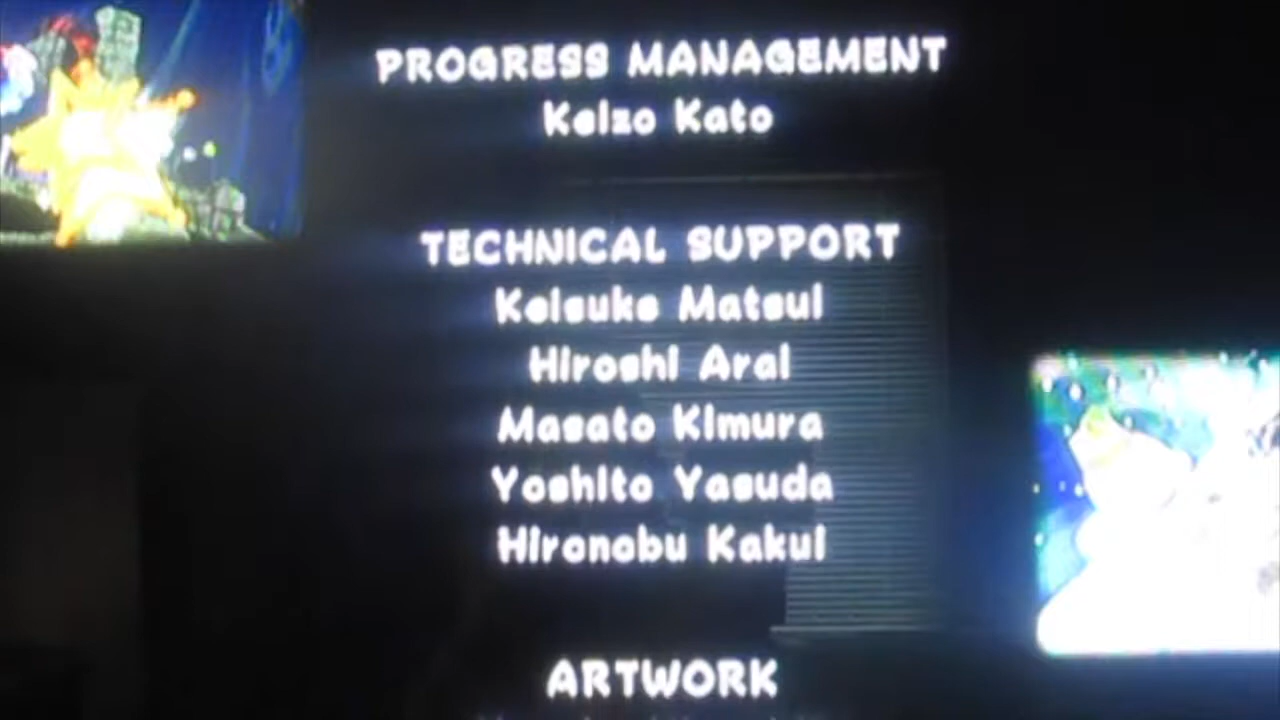 PROGRESS MANAGEMENT
Keizo Kato
TECHNICAL SUPPORT
Keisuke Matsui
Hiroshi Arai
Masato Kimura
Yoshito Yasuda
Hironobu Kakui
ARTWORK